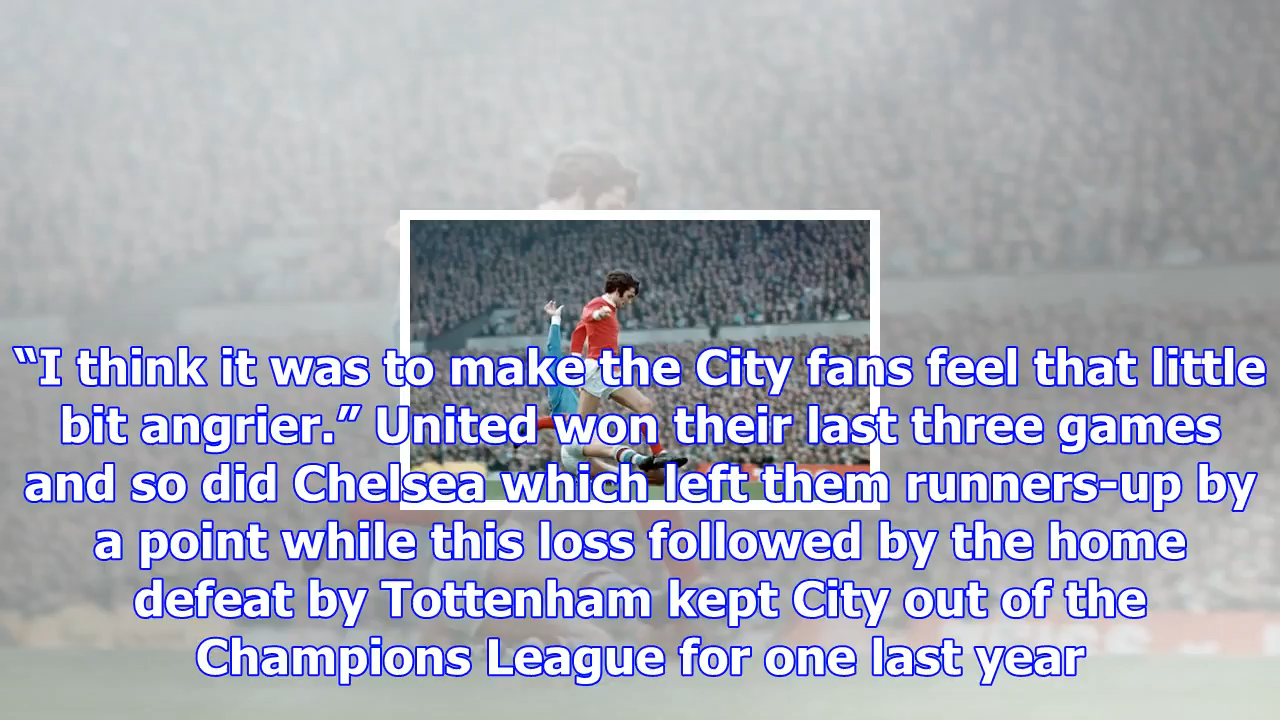 “I think it was to make the City fans feel that little
bit angrier.” United won their last three games
and so did Chelsea which left them runners-up by
a point while this loss followed by the home
defeat by Tottenham kept City out of the
Champions League for one last year